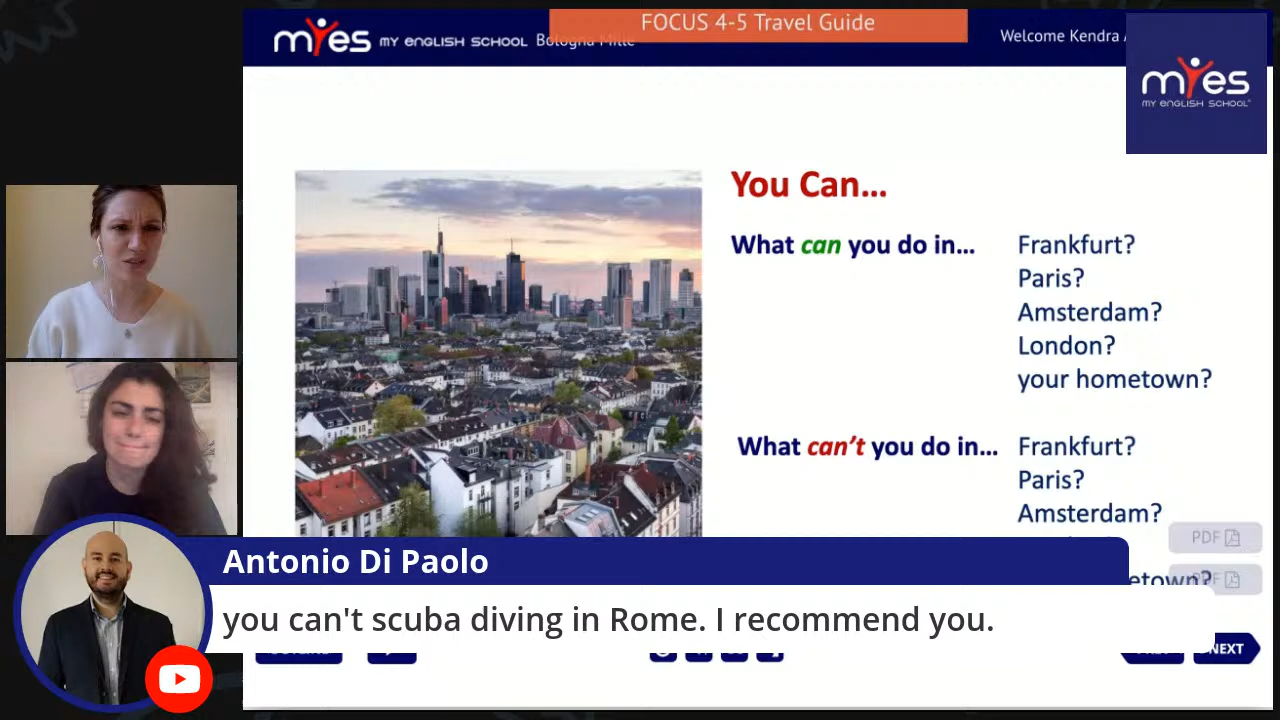 FOCUS 4-5 Travel Guide
myes MY ENGLISH SCHOOL Bologna Mille
Welcome Kendra
myes
MY ENGLISH SCHOOL
You Can...
What can you do in... Frankfurt?
Paris?
Amsterdam?
London?
your hometown?
What can't you do in... Frankfurt?
Paris?
Amsterdam?
PDF
Antonio Di Paolo
you can't scuba diving in Rome. I recommend you.
NEXT